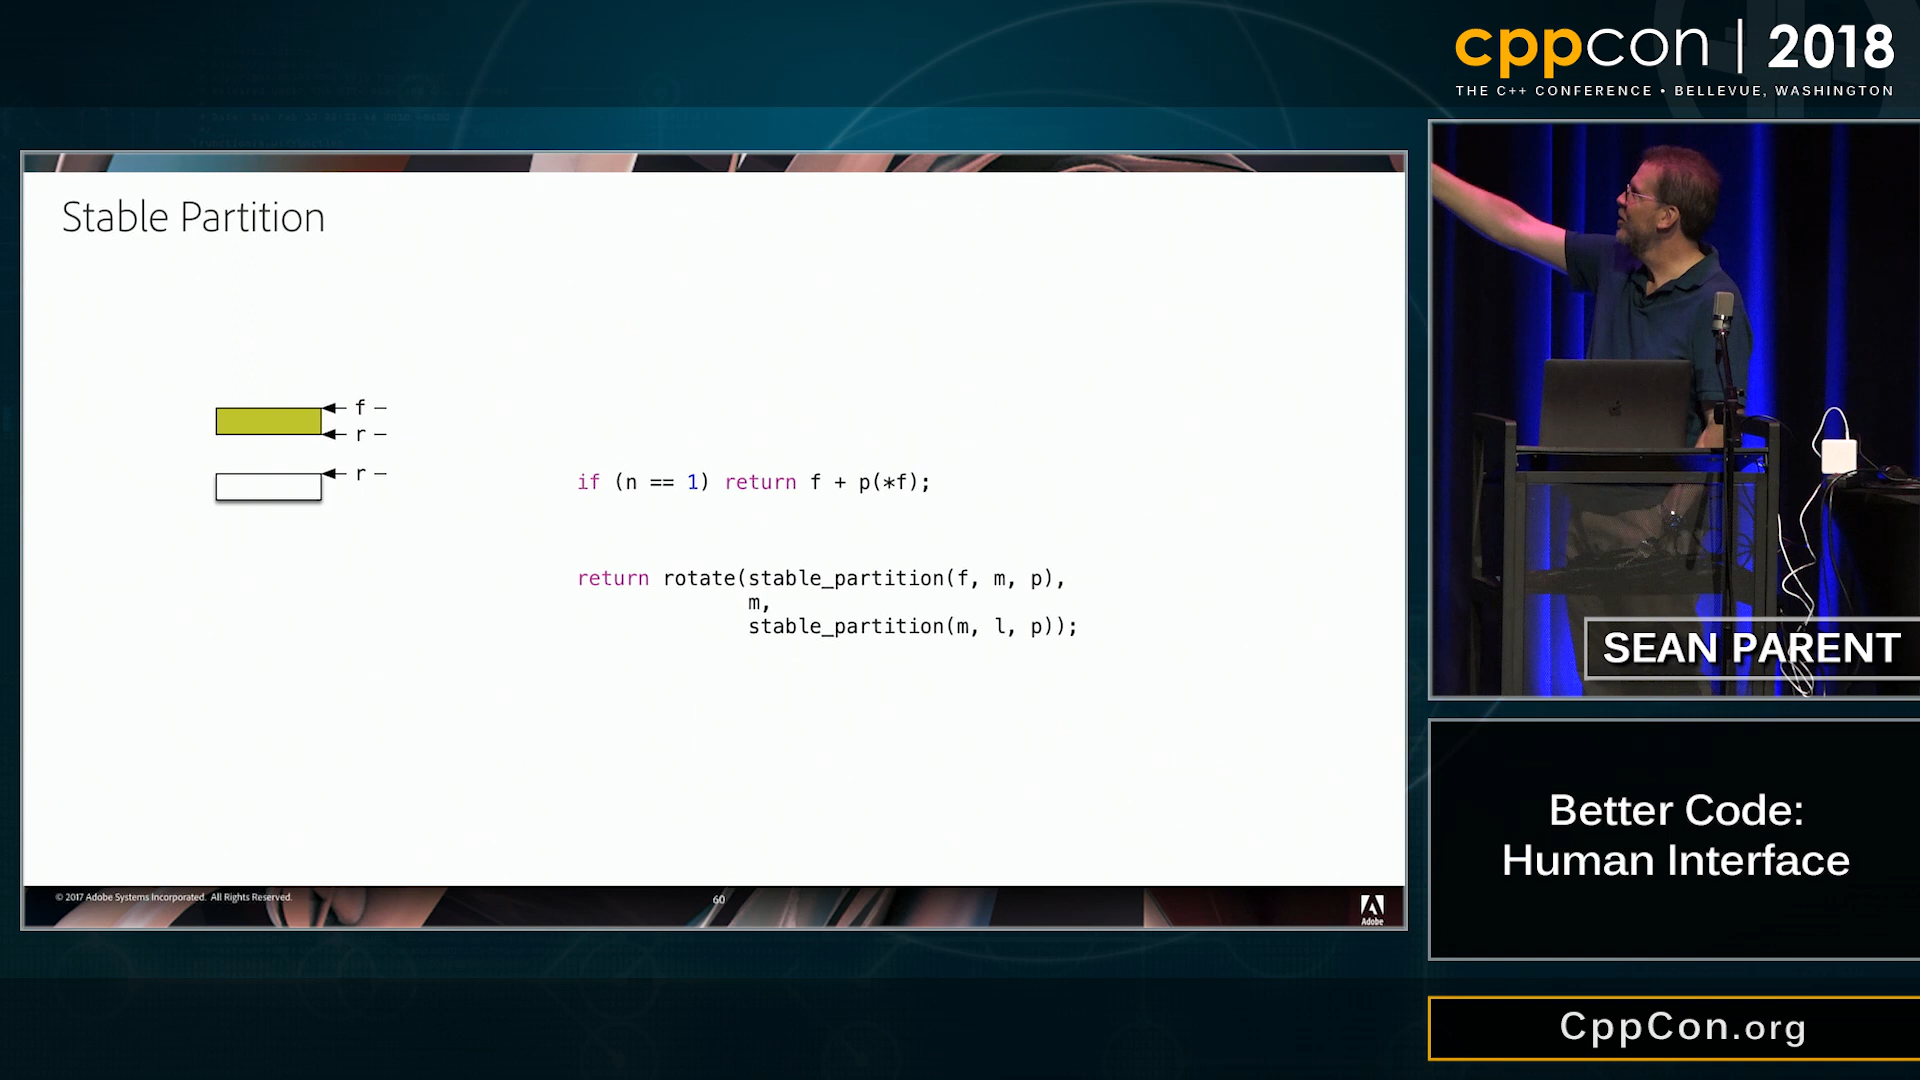 cppcon | 2018
THE C++ CONFERENCE • BELLEVUE, WASHINGTON
Stable Partition
f
r
r
if (n == 1) return f + p(*f);
return rotate(stable_partition(f, m, p),
m,
stable_partition(m, l, p));
© 2017 Adobe Systems Incorporated. All Rights Reserved.
60
Adobe
SEAN PARENT
Better Code:
Human Interface
CppCon.org